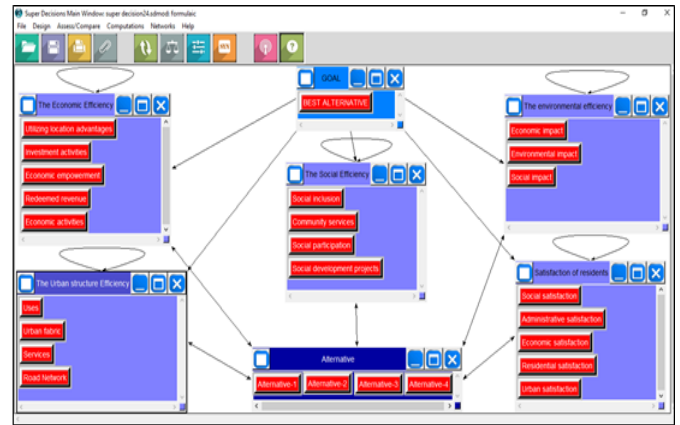 Super Decisions Main Window: super decision24.sdmod: formulaic
File Design Assess/Compare Computations Networks Help
GOAL
BEST ALTERNATIVE
The Economic Efficiency
Utilizing location advantages
Investment activities
Economic empowerment
Redeemed revenue
Economic activities
The Social Efficiency
Social inclusion
Community services
Social participation
Social development projects
The environmental efficiency
Economic impact
Environmental impact
Social impact
The Urban structure Efficiency
Uses
Urban fabric
Services
Road Network
Alternative
Alternative-1 Alternative-2 Alternative-3 Alternative-4
Satisfaction of residents
Social satisfaction
Administrative satisfaction
Economic satisfaction
Residential satisfaction
Urban satisfaction